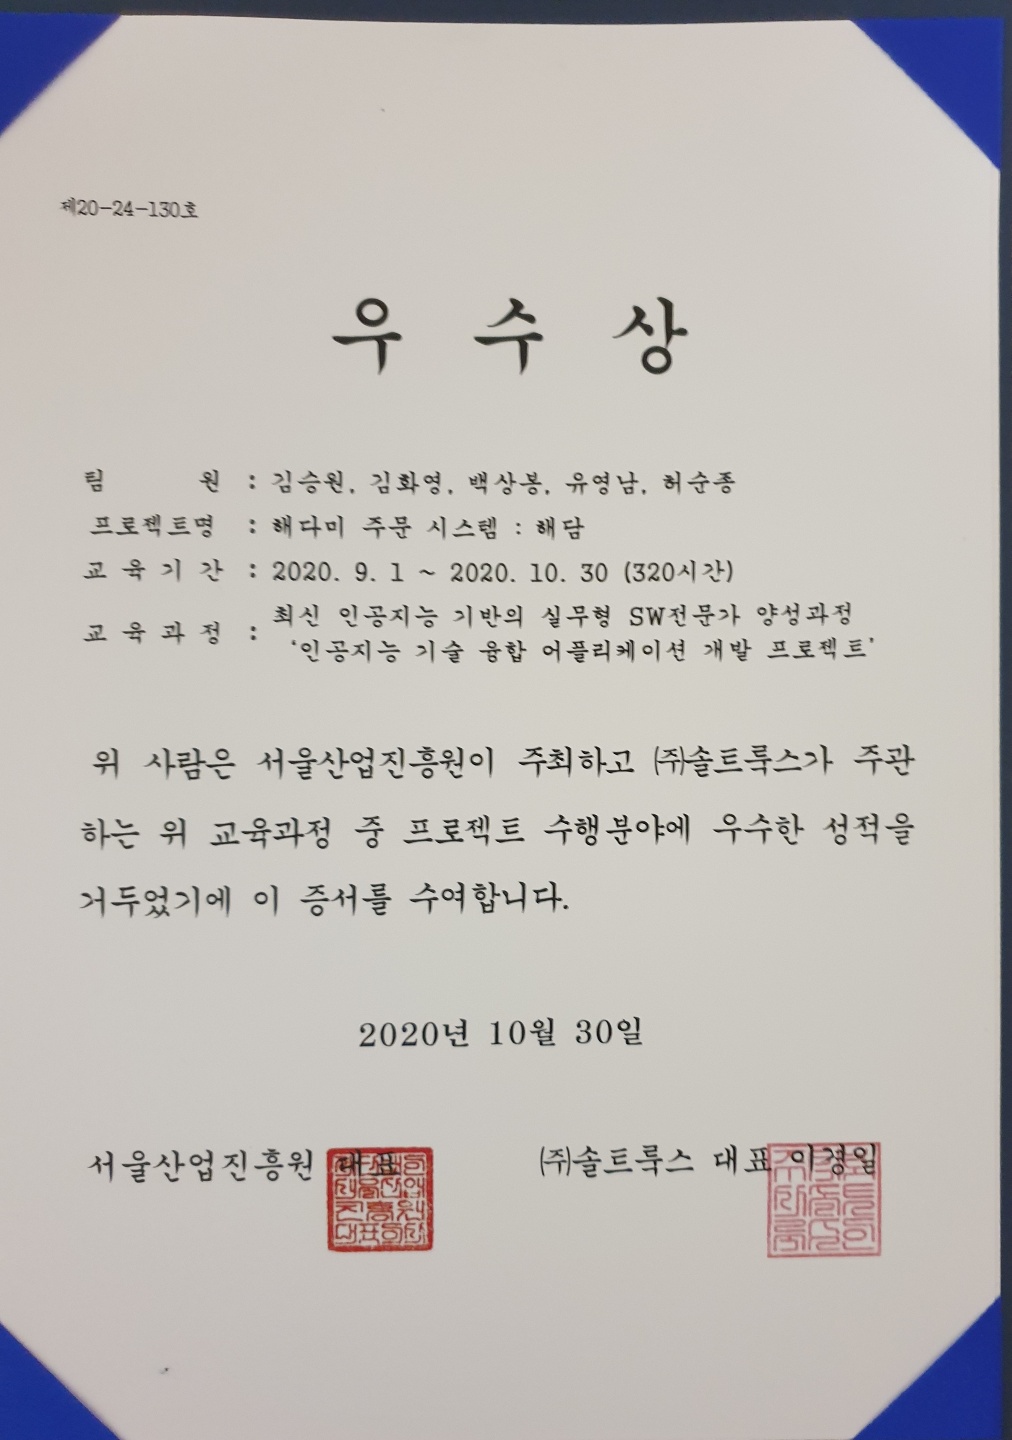 제20-24-130호
우 수 상
팀 원 : 김승원, 김화영, 백상봉, 유영남, 허순종
프로젝트명 : 해다미 주문 시스템 : 해담
교 육 기 간 : 2020. 9. 1 ~ 2020. 10. 30 (320시간)
교 육 과 정 : 최신 인공지능 기반의 실무형 SW전문가 양성과정
'인공지능 기술 융합 어플리케이션 개발 프로젝트'
위 사람은 서울산업진흥원이 주최하고 ㈜솔트룩스가 주관
하는 위 교육과정 중 프로젝트 수행분야에 우수한 성적을
거두었기에 이 증서를 수여합니다.
2020년 10월 30일
서울산업진흥원 대표
㈜솔트룩스 대표 이경일